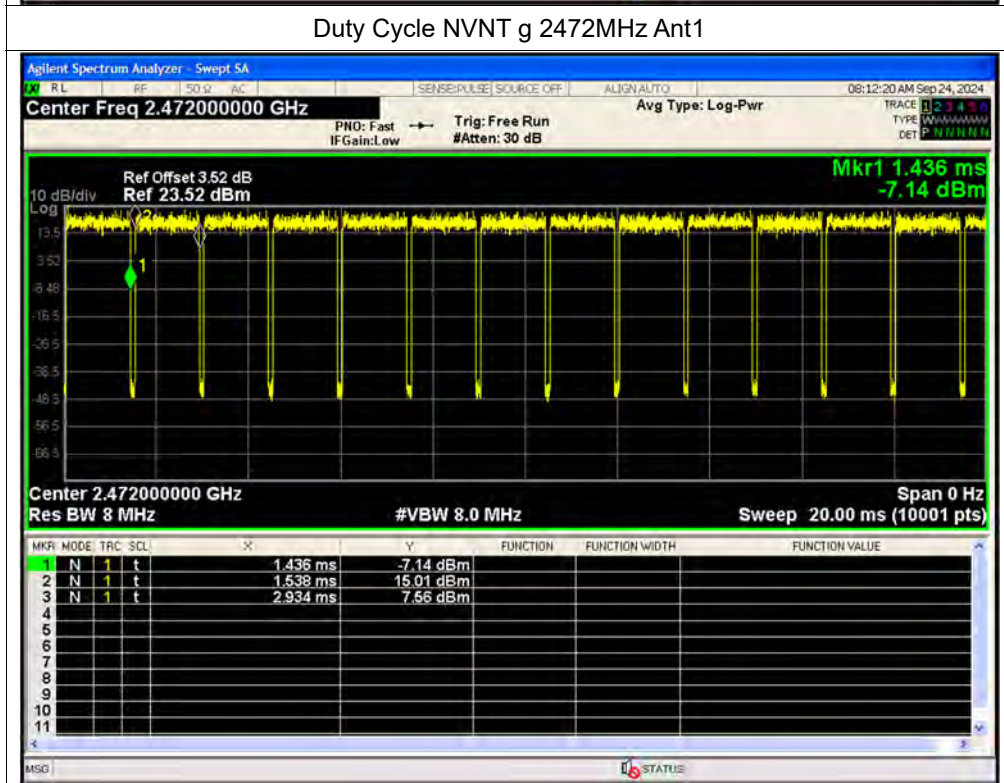 Duty Cycle NVNT g 2472MHz Ant1
Agilent Spectrum Analyzer - Swept SA
RL RF 50 Ω AC SENSE:PULSE SOURCE OFF ALIGN AUTO 08:12:20 AM Sep 24, 2024
Center Freq 2.472000000 GHz Avg Type: Log-Pwr TRACE 1 2 3 4 5 6
PNO: Fast Trig: Free Run TYPE
IFGain:Low #Atten: 30 dB DET P N N N N N
Mkr1 1.436 ms
Ref Offset 3.52 dB
10 dB/div Ref 23.52 dBm -7.14 dBm
Log
2
13.5
3.52
1
-6.48
-16.5
-26.5
-36.5
-46.5
-56.5
-66.5
Center 2.472000000 GHz Span 0 Hz
Res BW 8 MHz #VBW 8.0 MHz Sweep 20.00 ms (10001 pts)
MKR MODE TRC SCL X Y FUNCTION FUNCTION WIDTH FUNCTION VALUE
1 N 1 t 1.436 ms -7.14 dBm
2 N 1 t 1.538 ms 15.01 dBm
3 N 1 t 2.934 ms 7.56 dBm
4
5
6
7
8
9
10
11
MSG STATUS